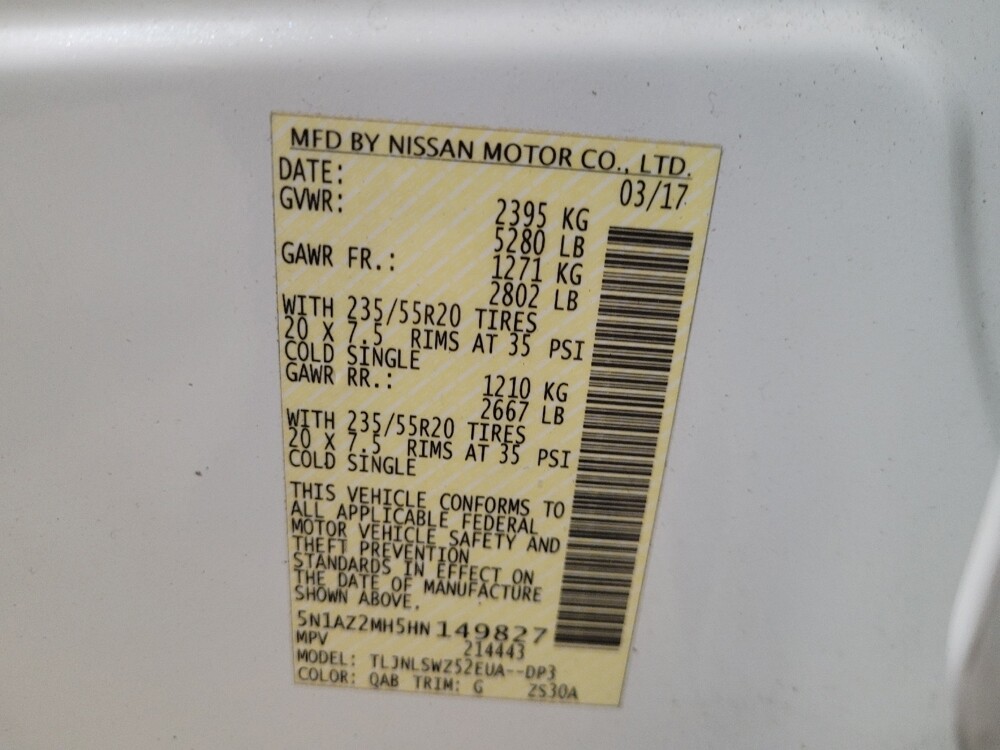 MFD BY NISSAN MOTOR CO., LTD.
DATE: 03/17
GVWR: 2395 KG
5280 LB
GAWR FR.: 1271 KG
2802 LB
WITH 235/55R20 TIRES
20 X 7.5 RIMS AT 35 PSI
COLD SINGLE
GAWR RR.: 1210 KG
2667 LB
WITH 235/55R20 TIRES
20 X 7.5 RIMS AT 35 PSI
COLD SINGLE
THIS VEHICLE CONFORMS TO
ALL APPLICABLE FEDERAL
MOTOR VEHICLE SAFETY AND
THEFT PREVENTION
STANDARDS IN EFFECT ON
THE DATE OF MANUFACTURE
SHOWN ABOVE.
5N1AZ2MH5HN149827
MPV 214443
MODEL: TLJNLSWZ52EUA--DP3
COLOR: QAB TRIM: G ZS30A